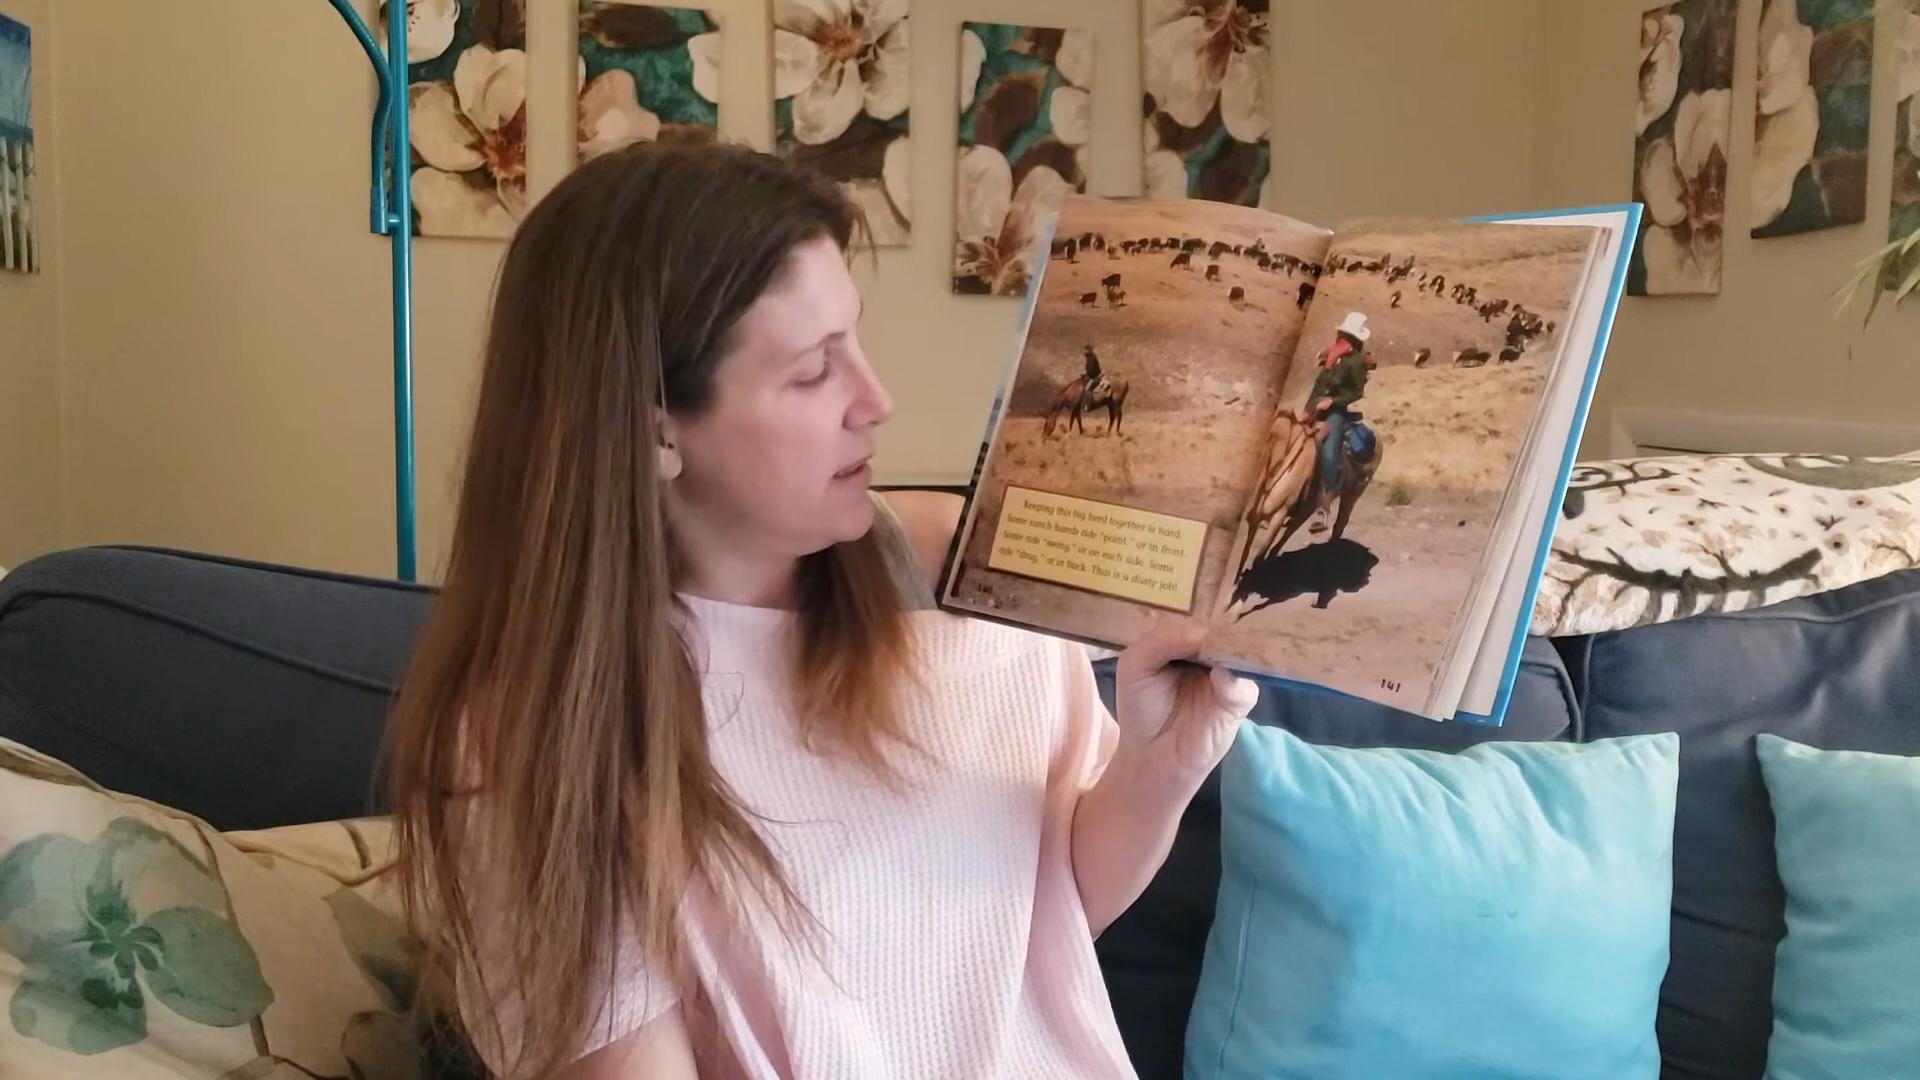 Keeping this big herd together is hard.
Some ranch hands ride "point," or in front.
Some ride "swing," or on each side. Some
ride "drag," or in back. That is a dusty job!
140
141